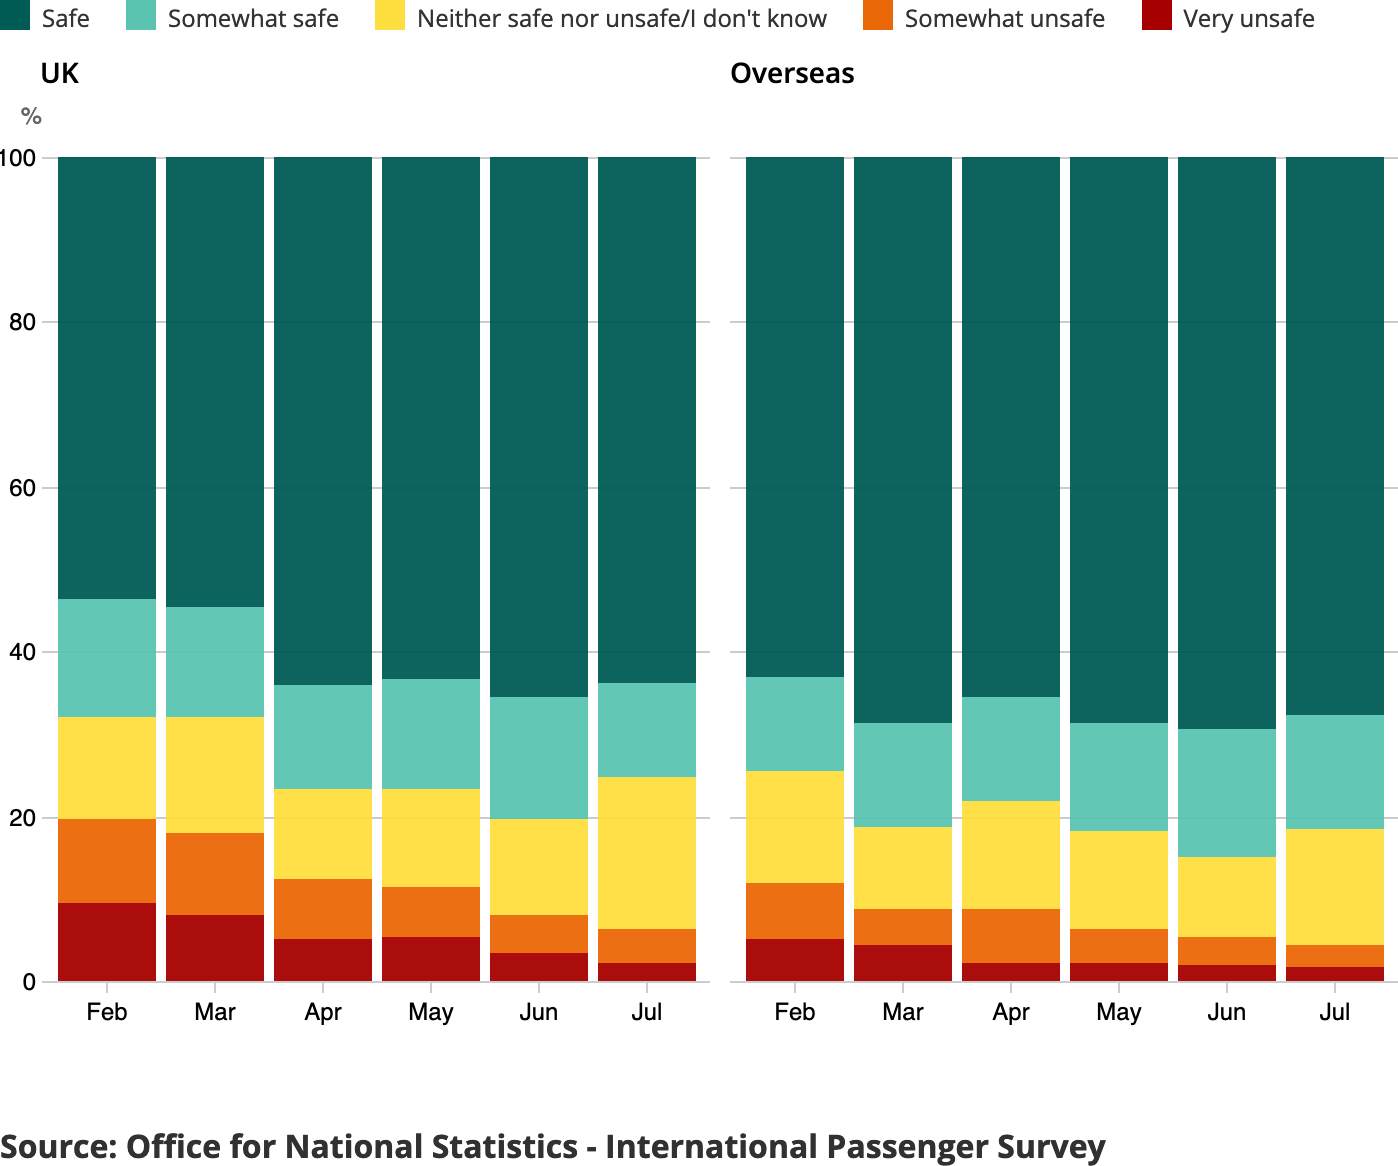 Safe Somewhat safe Neither safe nor unsafe/I don't know Somewhat unsafe Very unsafe
UK Overseas
%
100
80
60
40
20
0
Feb Mar Apr May Jun Jul Feb Mar Apr May Jun Jul
Source: Office for National Statistics - International Passenger Survey